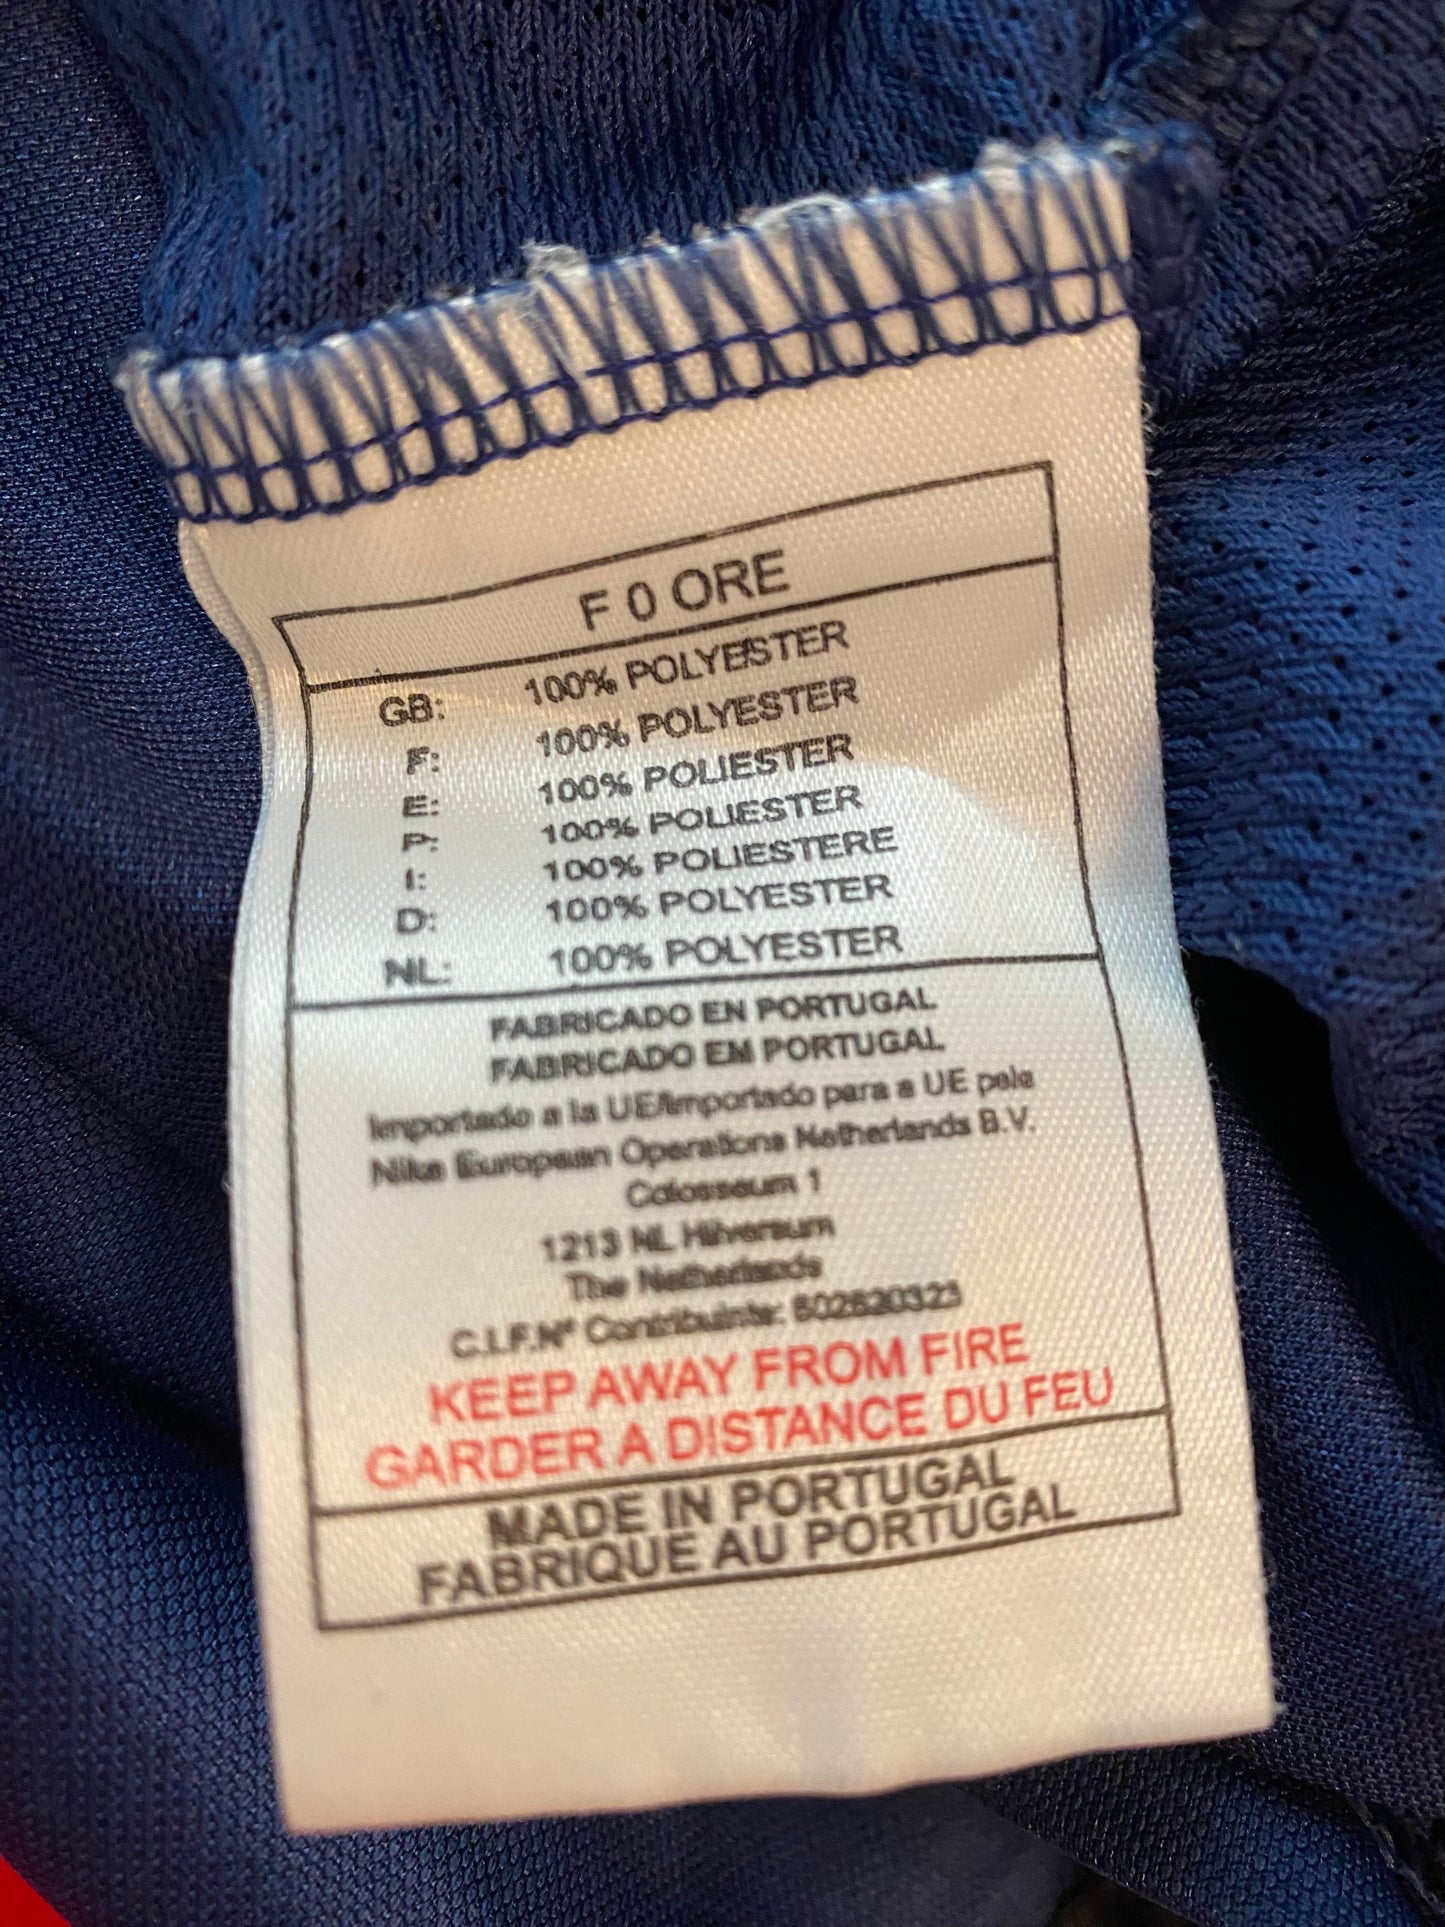 F 0 ORE
GB: 100% POLYESTER
F: 100% POLYESTER
E: 100% POLIESTER
P: 100% POLIESTER
I: 100% POLIESTERE
D: 100% POLYESTER
NL: 100% POLYESTER
FABRICADO EN PORTUGAL
FABRICADO EM PORTUGAL
Importado a la UE/Importado para a UE pela
Nike European Operations Netherlands B.V.
Colosseum 1
1213 NL Hilversum
The Netherlands
C.I.F.Nº Contribuinte:
KEEP AWAY FROM FIRE
GARDER A DISTANCE DU FEU
MADE IN PORTUGAL
FABRIQUE AU PORTUGAL